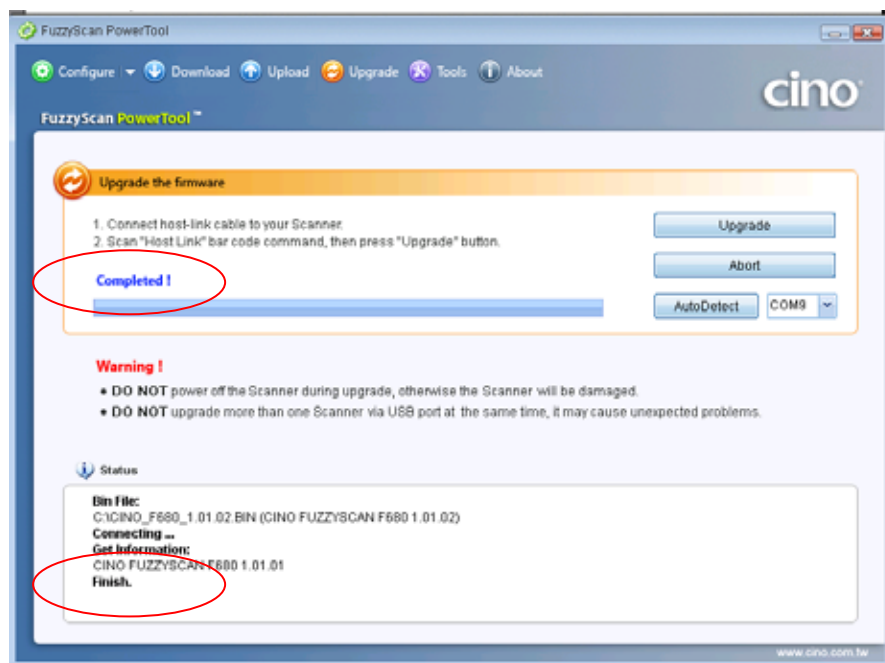 FuzzyScan PowerTool
Configure Download Upload Upgrade Tools About
cino
FuzzyScan PowerTool™
Upgrade the firmware
1. Connect host-link cable to your Scanner.
2. Scan "Host Link" bar code command, then press "Upgrade" button.
Upgrade
Abort
Completed !
AutoDetect COM9
Warning !
• DO NOT power off the Scanner during upgrade, otherwise the Scanner will be damaged.
• DO NOT upgrade more than one Scanner via USB port at the same time, it may cause unexpected problems.
Status
Bin File:
C:\CINO_F680_1.01.02.BIN (CINO FUZZYSCAN F680 1.01.02)
Connecting ...
Get Information:
CINO FUZZYSCAN F680 1.01.01
Finish.
www.cino.com.tw